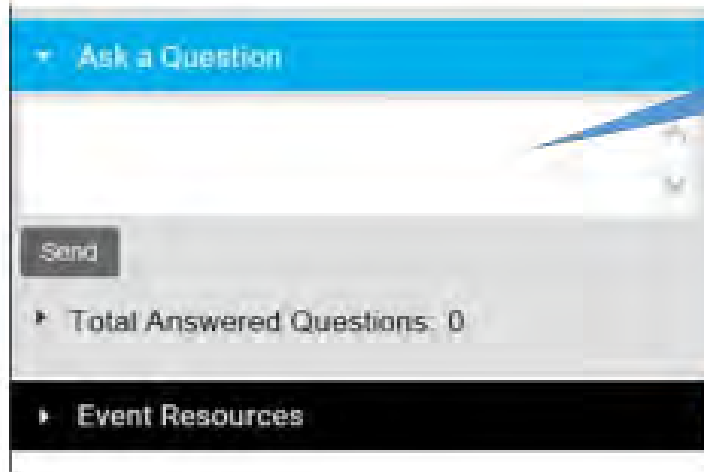 Ask a Question
Send
Total Answered Questions: 0
Event Resources